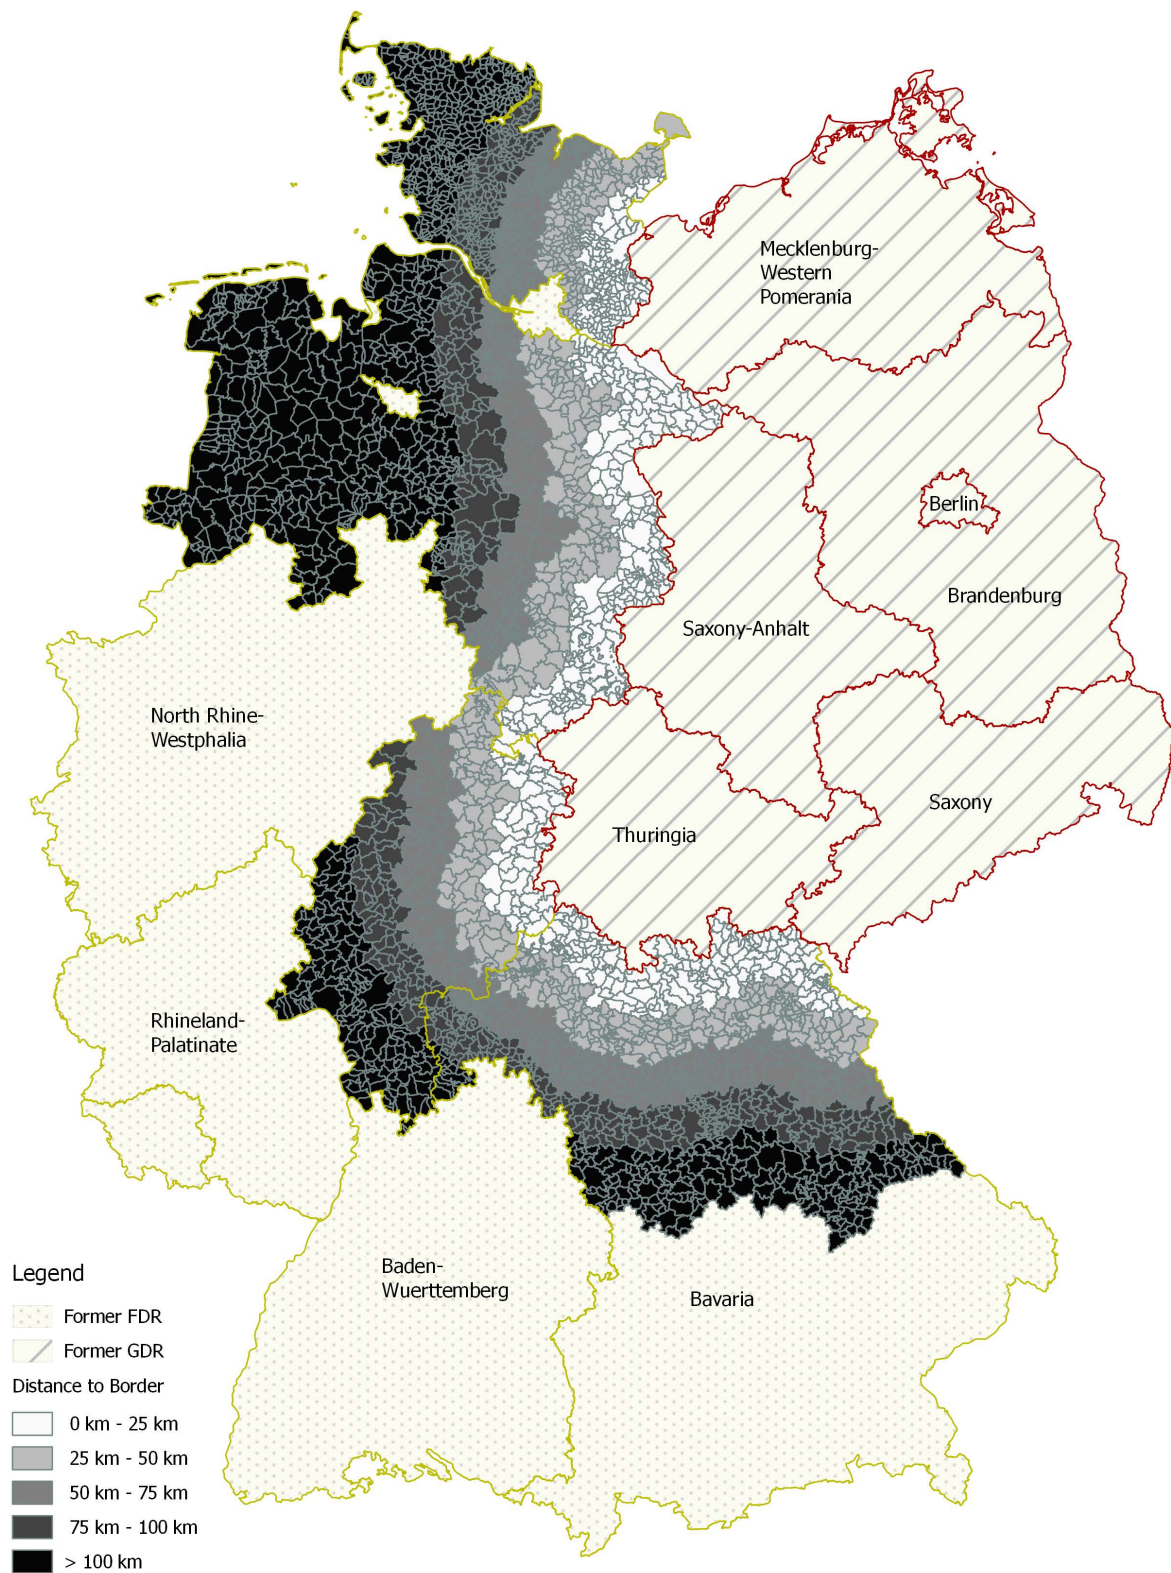 Mecklenburg-
Western
Pomerania
Berlin
Brandenburg
Saxony-Anhalt
North Rhine-
Westphalia
Saxony
Thuringia
Rhineland-
Palatinate
Baden-
Wuerttemberg
Bavaria
Legend
Former FDR
Former GDR
Distance to Border
0 km - 25 km
25 km - 50 km
50 km - 75 km
75 km - 100 km
> 100 km